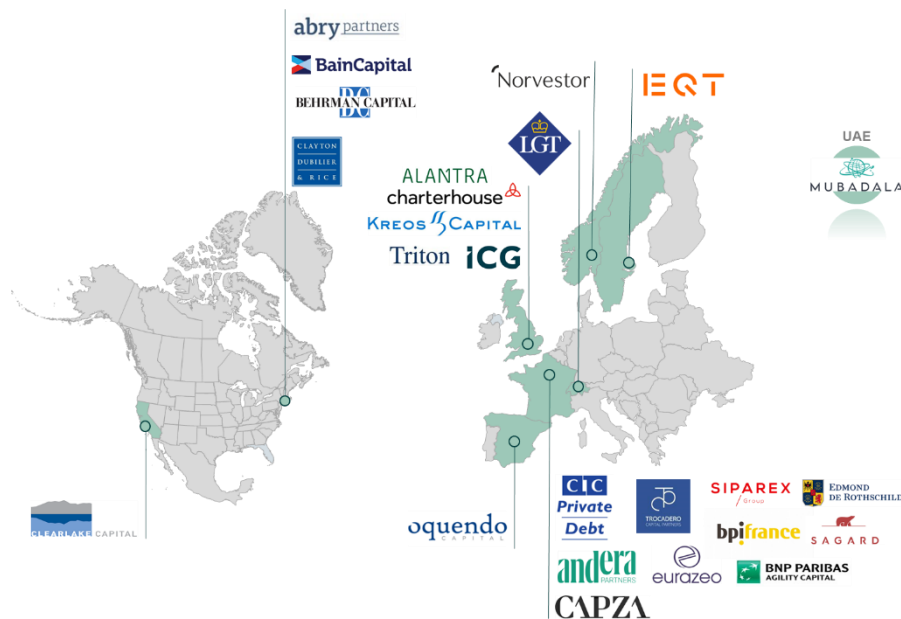 abry partners
BainCapital
BEHRMAN CAPITAL
BC
CLAYTON
DUBILIER
& RICE
CLEARLAKE CAPITAL
Norvestor
EQT
LGT
ALANTRA
charterhouse
KREOS CAPITAL
Triton
iCG
UAE
MUBADALA
oquendo
CAPITAL
CIC
Private
Debt
TROCADERO
CAPITAL PARTNERS
SIPAREX
/Group
EDMOND
DE ROTHSCHILD
bpifrance
SAGARD
andera
PARTNERS
eurazeo
BNP PARIBAS
AGILITY CAPITAL
CAPZA